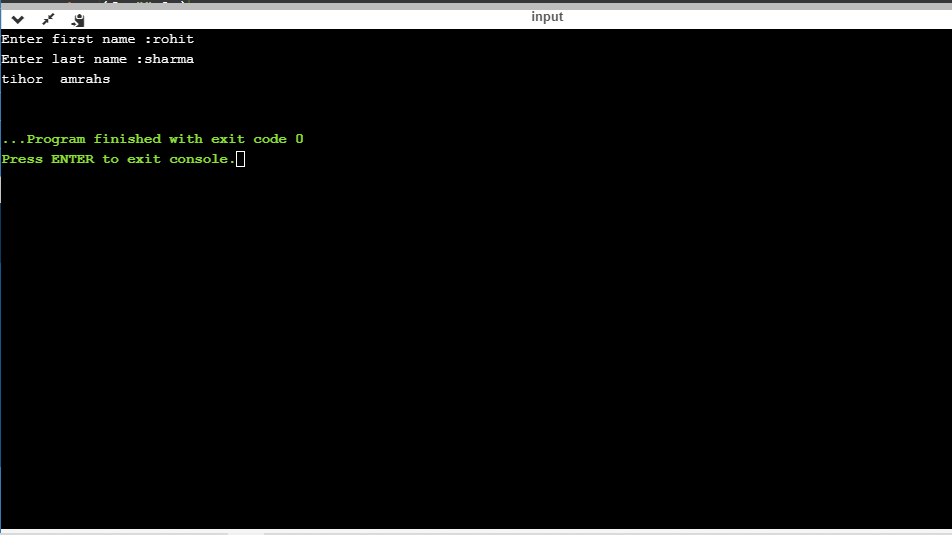 input
Enter first name :rohit
Enter last name :sharma
tihor  amrahs
...Program finished with exit code 0
Press ENTER to exit console.